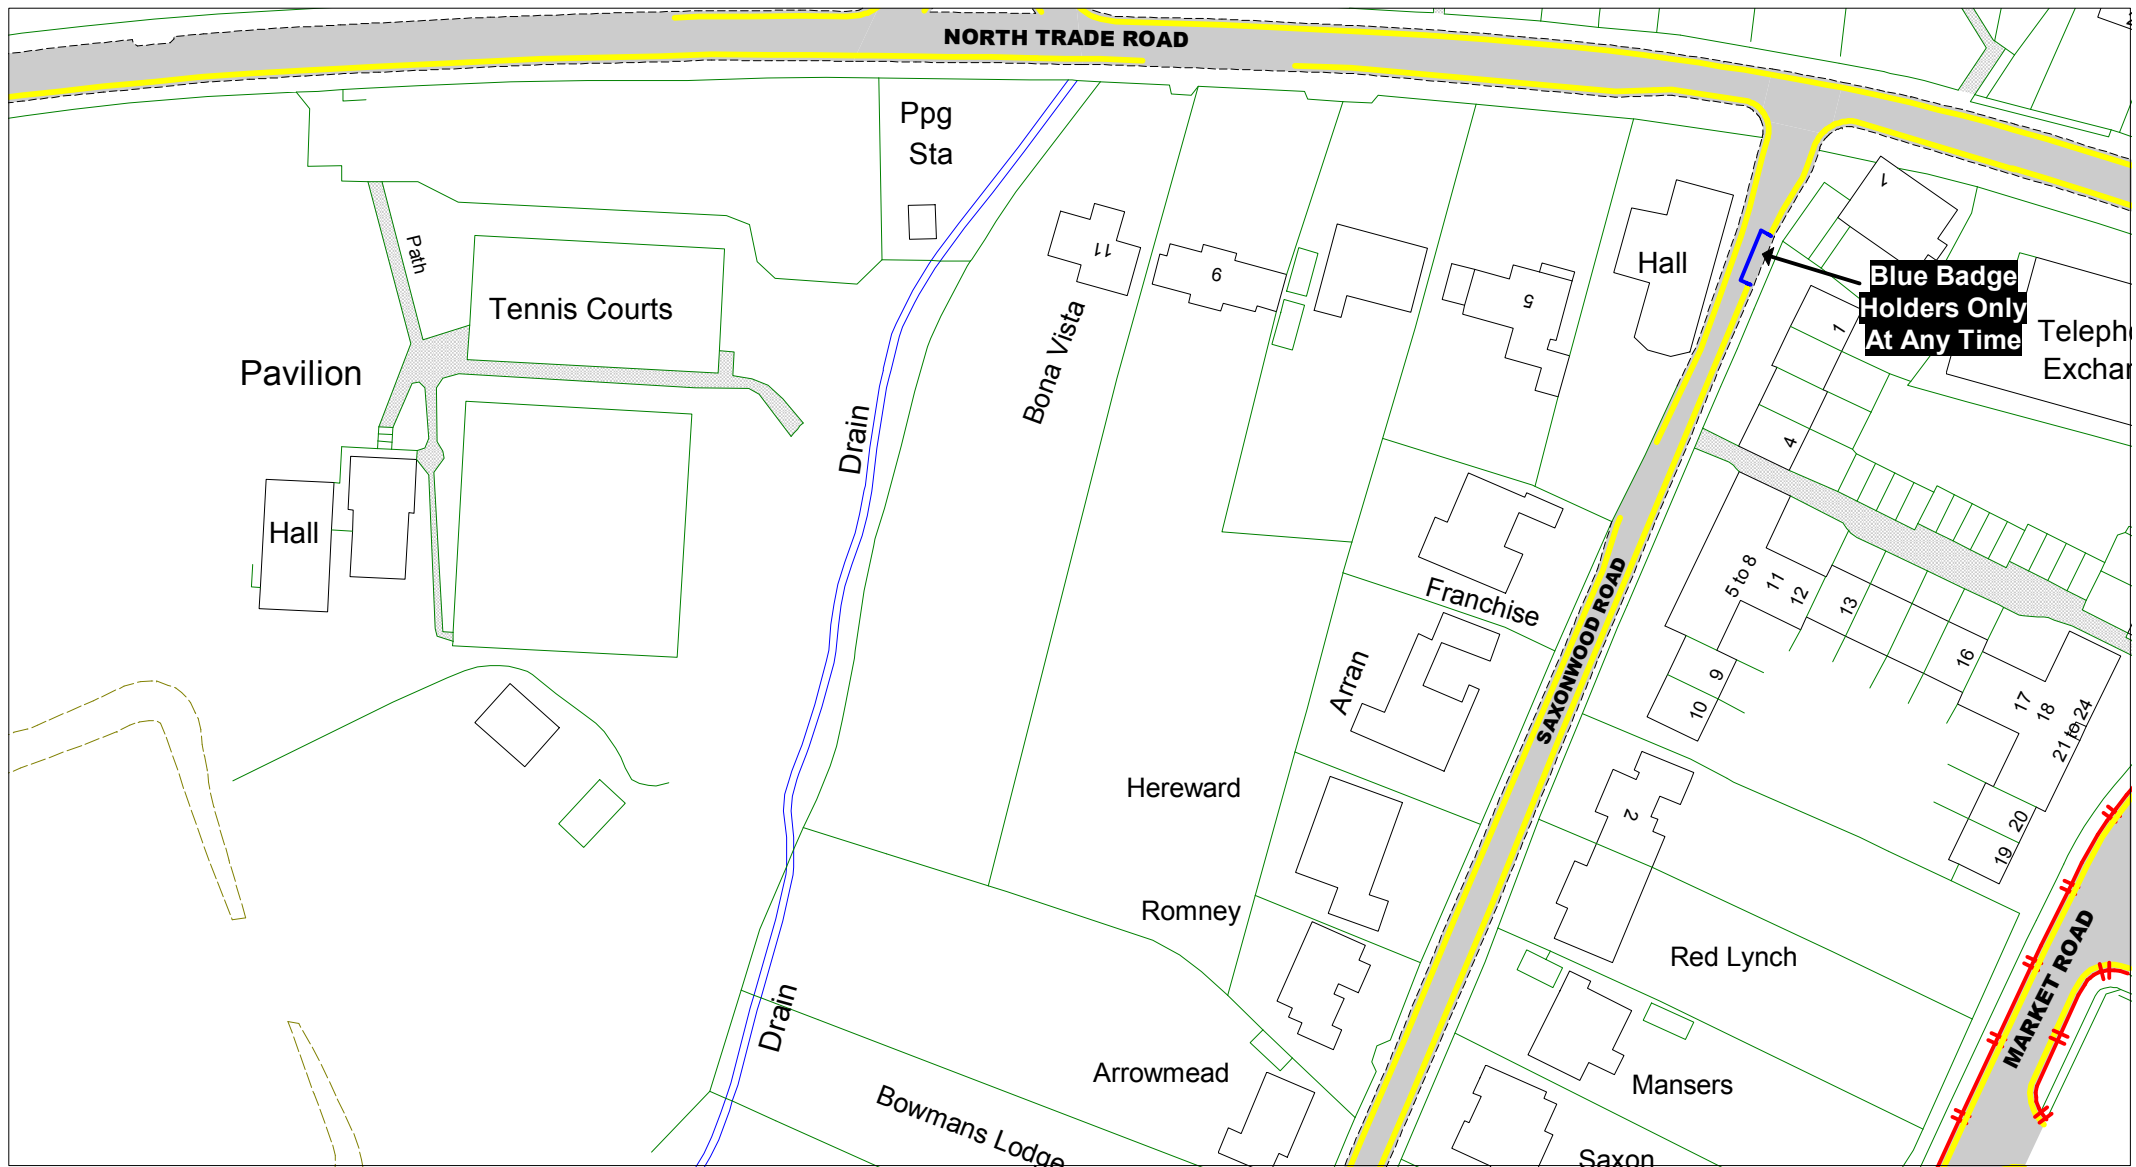 NORTH TRADE ROAD
Ppg
Sta
Path
Tennis Courts
Pavilion
Hall
Drain
Bona Vista
11
9
5
Hall
1
Blue Badge
Holders Only
At Any Time
1
4
Franchise
Arran
SAXONWOOD ROAD
5 to 8
11
12
13
16
9
10
17
18
21 to 24
20
19
Hereward
2
Romney
Red Lynch
MARKET ROAD
Drain
Arrowmead
Mansers
Bowmans Lodge
Saxon